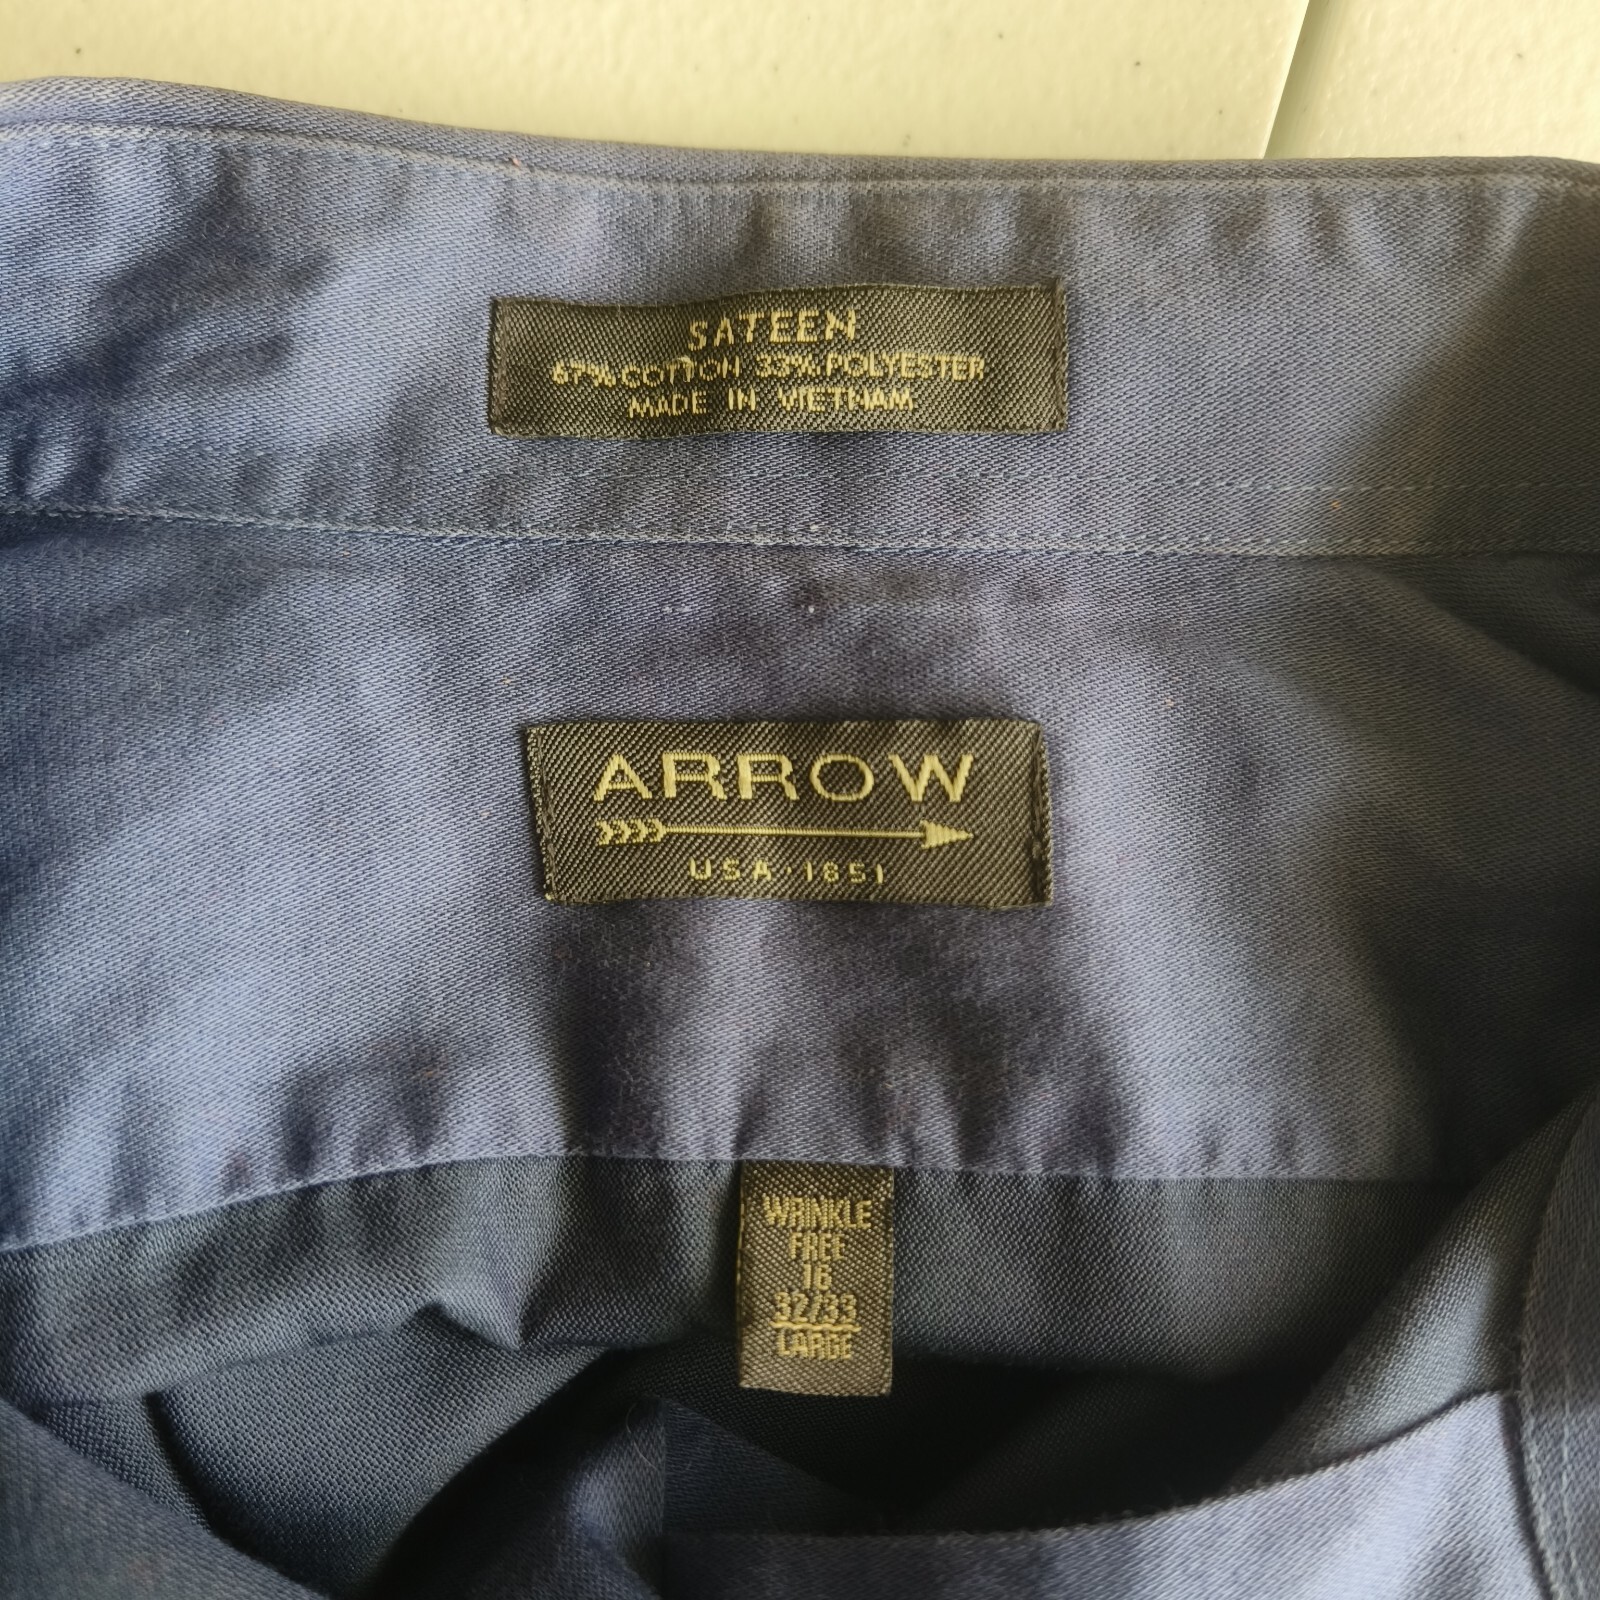 SATEEN
67% COTTON 33% POLYESTER
MADE IN VIETNAM
ARROW
USA · 1851
WRINKLE
FREE
16
32/33
LARGE